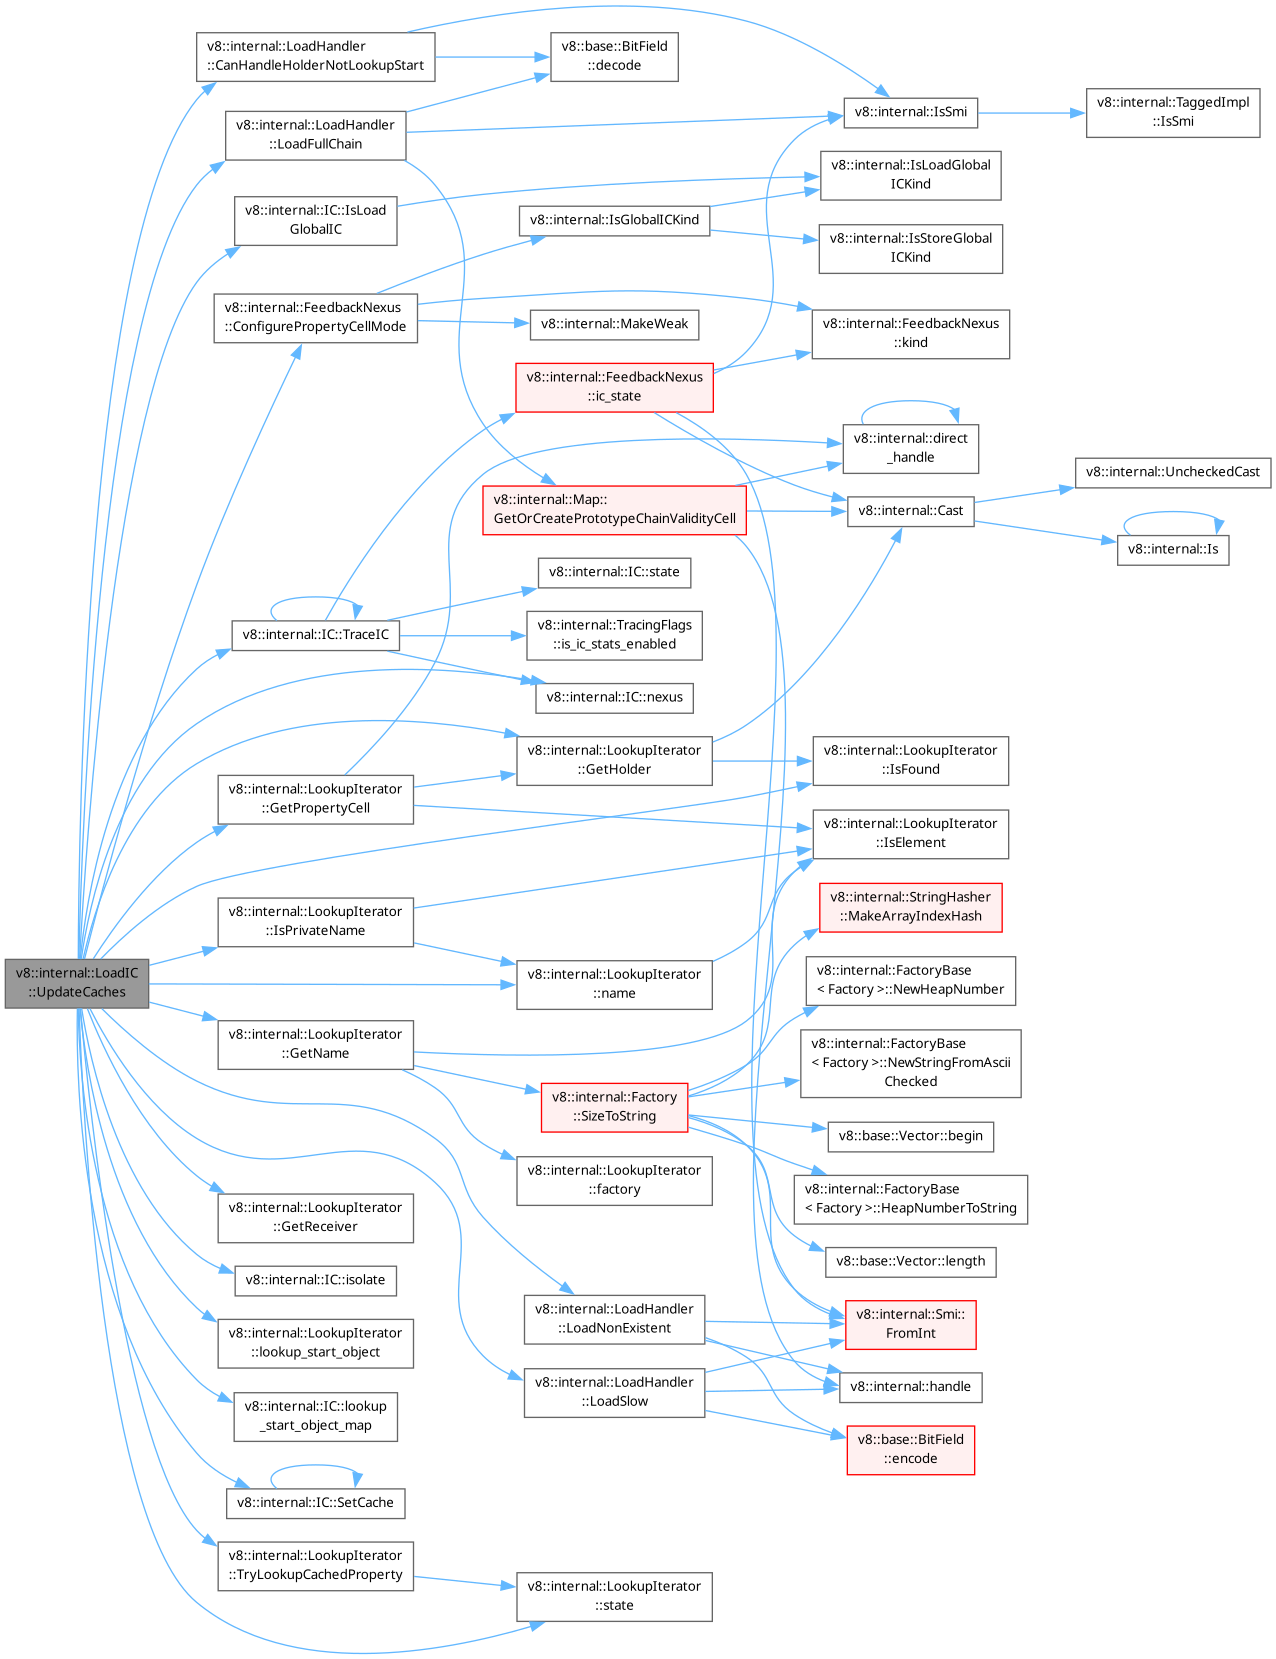 v8::internal::LoadHandler
::CanHandleHolderNotLookupStart
v8::base::BitField
::decode
v8::internal::IsSmi
v8::internal::TaggedImpl
::IsSmi
v8::internal::LoadHandler
::LoadFullChain
v8::internal::IsLoadGlobal
ICKind
v8::internal::IC::IsLoad
GlobalIC
v8::internal::IsGlobalICKind
v8::internal::IsStoreGlobal
ICKind
v8::internal::FeedbackNexus
::ConfigurePropertyCellMode
v8::internal::MakeWeak
v8::internal::FeedbackNexus
::kind
v8::internal::FeedbackNexus
::ic_state
v8::internal::direct
_handle
v8::internal::UncheckedCast
v8::internal::Map::
GetOrCreatePrototypeChainValidityCell
v8::internal::Cast
v8::internal::Is
v8::internal::IC::state
v8::internal::IC::TraceIC
v8::internal::TracingFlags
::is_ic_stats_enabled
v8::internal::IC::nexus
v8::internal::LookupIterator
::GetHolder
v8::internal::LookupIterator
::IsFound
v8::internal::LookupIterator
::GetPropertyCell
v8::internal::LookupIterator
::IsElement
v8::internal::LookupIterator
::IsPrivateName
v8::internal::StringHasher
::MakeArrayIndexHash
v8::internal::LoadIC
::UpdateCaches
v8::internal::LookupIterator
::name
v8::internal::FactoryBase
< Factory >::NewHeapNumber
v8::internal::LookupIterator
::GetName
v8::internal::FactoryBase
< Factory >::NewStringFromAscii
Checked
v8::internal::Factory
::SizeToString
v8::base::Vector::begin
v8::internal::LookupIterator
::factory
v8::internal::FactoryBase
< Factory >::HeapNumberToString
v8::internal::LookupIterator
::GetReceiver
v8::base::Vector::length
v8::internal::IC::isolate
v8::internal::LoadHandler
::LoadNonExistent
v8::internal::Smi::
FromInt
v8::internal::LookupIterator
::lookup_start_object
v8::internal::LoadHandler
::LoadSlow
v8::internal::handle
v8::internal::IC::lookup
_start_object_map
v8::base::BitField
::encode
v8::internal::IC::SetCache
v8::internal::LookupIterator
::TryLookupCachedProperty
v8::internal::LookupIterator
::state